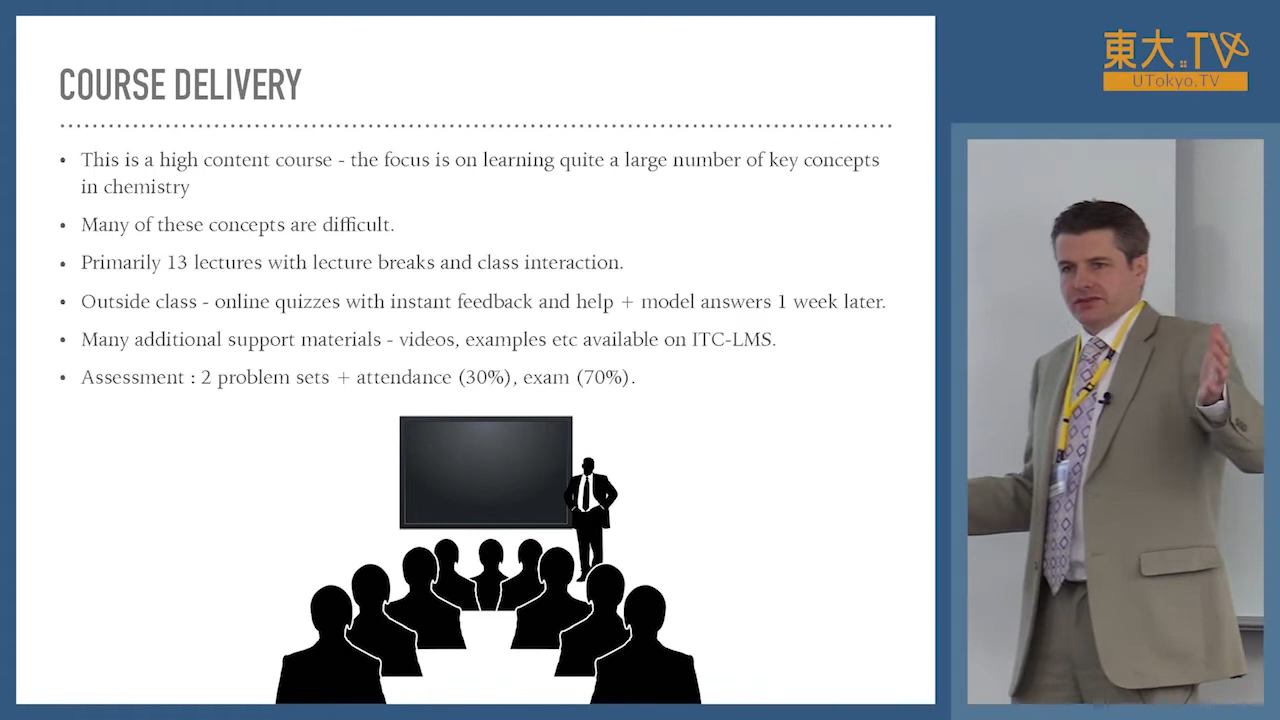 COURSE DELIVERY
• This is a high content course - the focus is on learning quite a large number of key concepts
in chemistry
• Many of these concepts are difficult.
• Primarily 13 lectures with lecture breaks and class interaction.
• Outside class - online quizzes with instant feedback and help + model answers 1 week later.
• Many additional support materials - videos, examples etc available on ITC-LMS.
• Assessment : 2 problem sets + attendance (30%), exam (70%).
東大.TV
UTokyo.TV